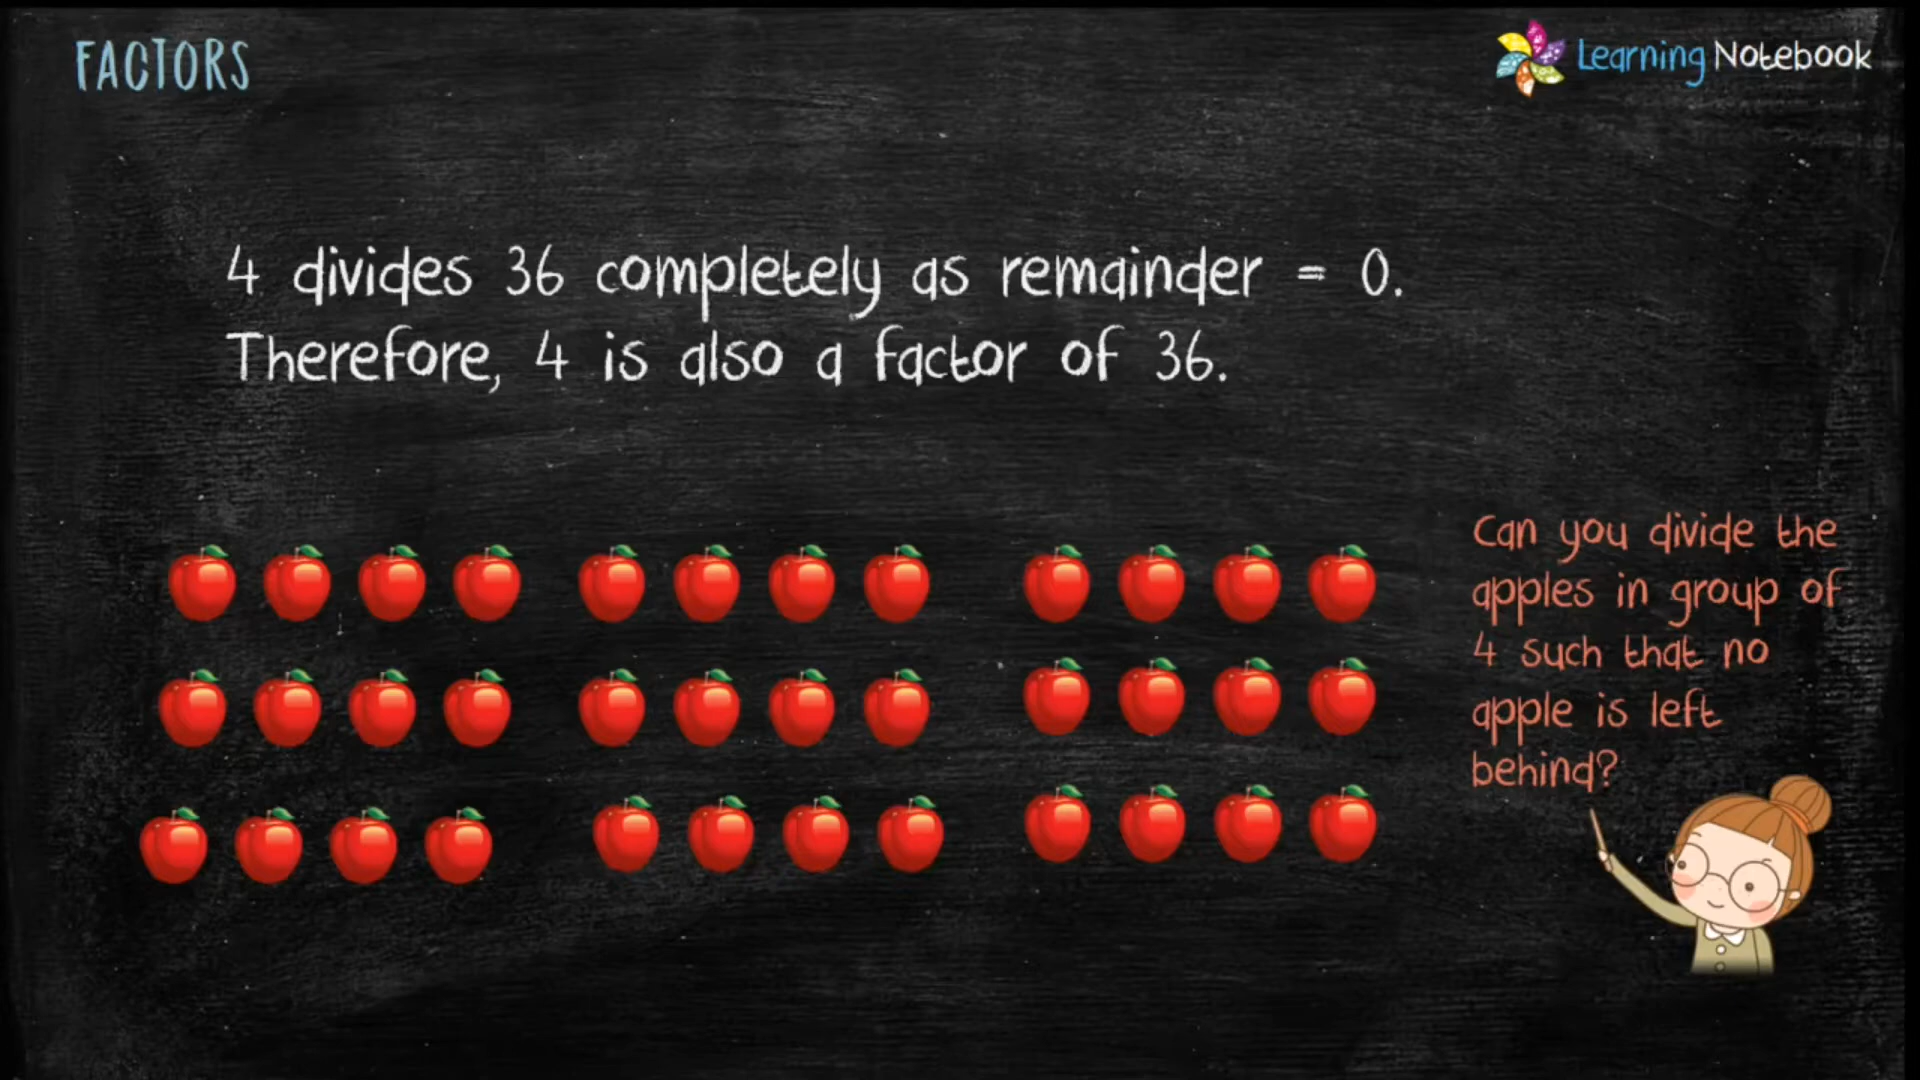 FACTORS
Learning Notebook
4 divides 36 completely as remainder = 0.
Therefore, 4 is also a factor of 36.
Can you divide the
apples in group of
4 such that no
apple is left
behind?